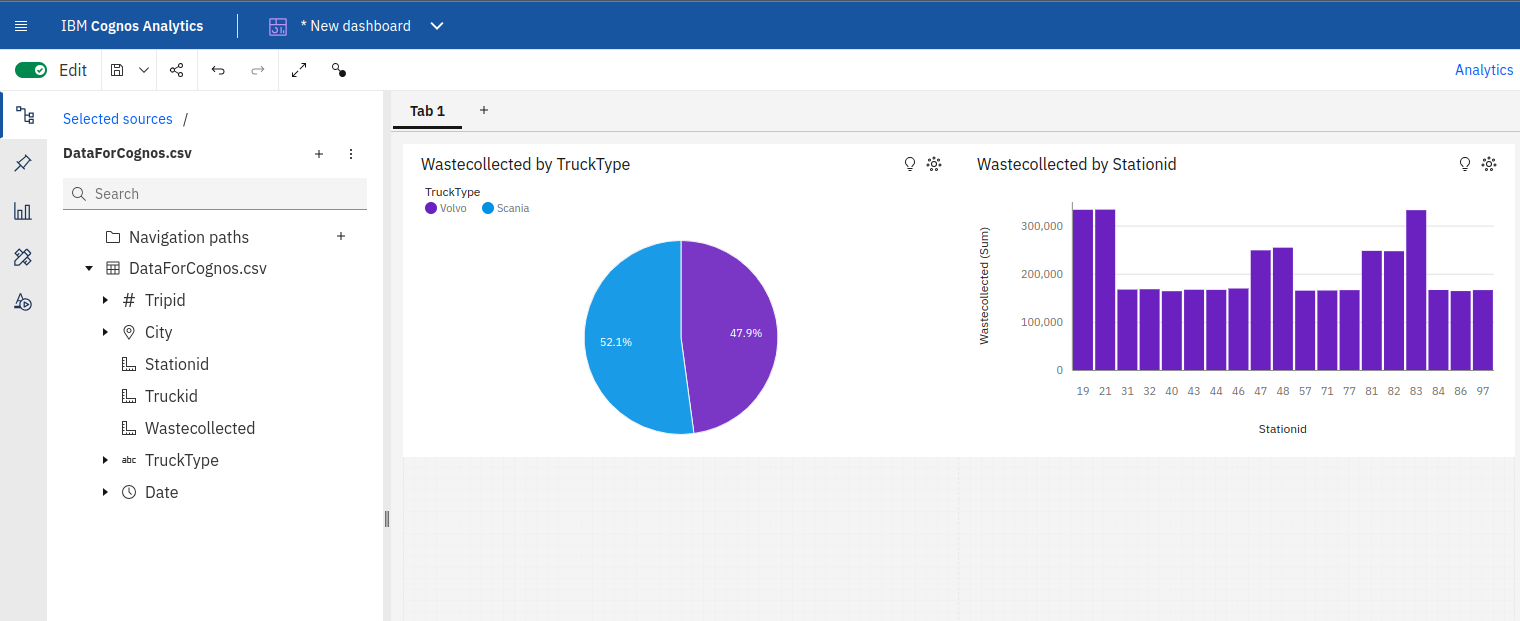 IBM Cognos Analytics
* New dashboard
Edit
Analytics
Selected sources /
DataForCognos.csv
Search
Navigation paths
DataForCognos.csv
Tripid
City
Stationid
Truckid
Wastecollected
abc TruckType
Date
Tab 1
Wastecollected by TruckType
TruckType
Volvo Scania
52.1%
47.9%
Wastecollected by Stationid
Wastecollected (Sum)
300,000
200,000
100,000
0
19 21 31 32 40 43 44 46 47 48 57 71 77 81 82 83 84 86 97
Stationid